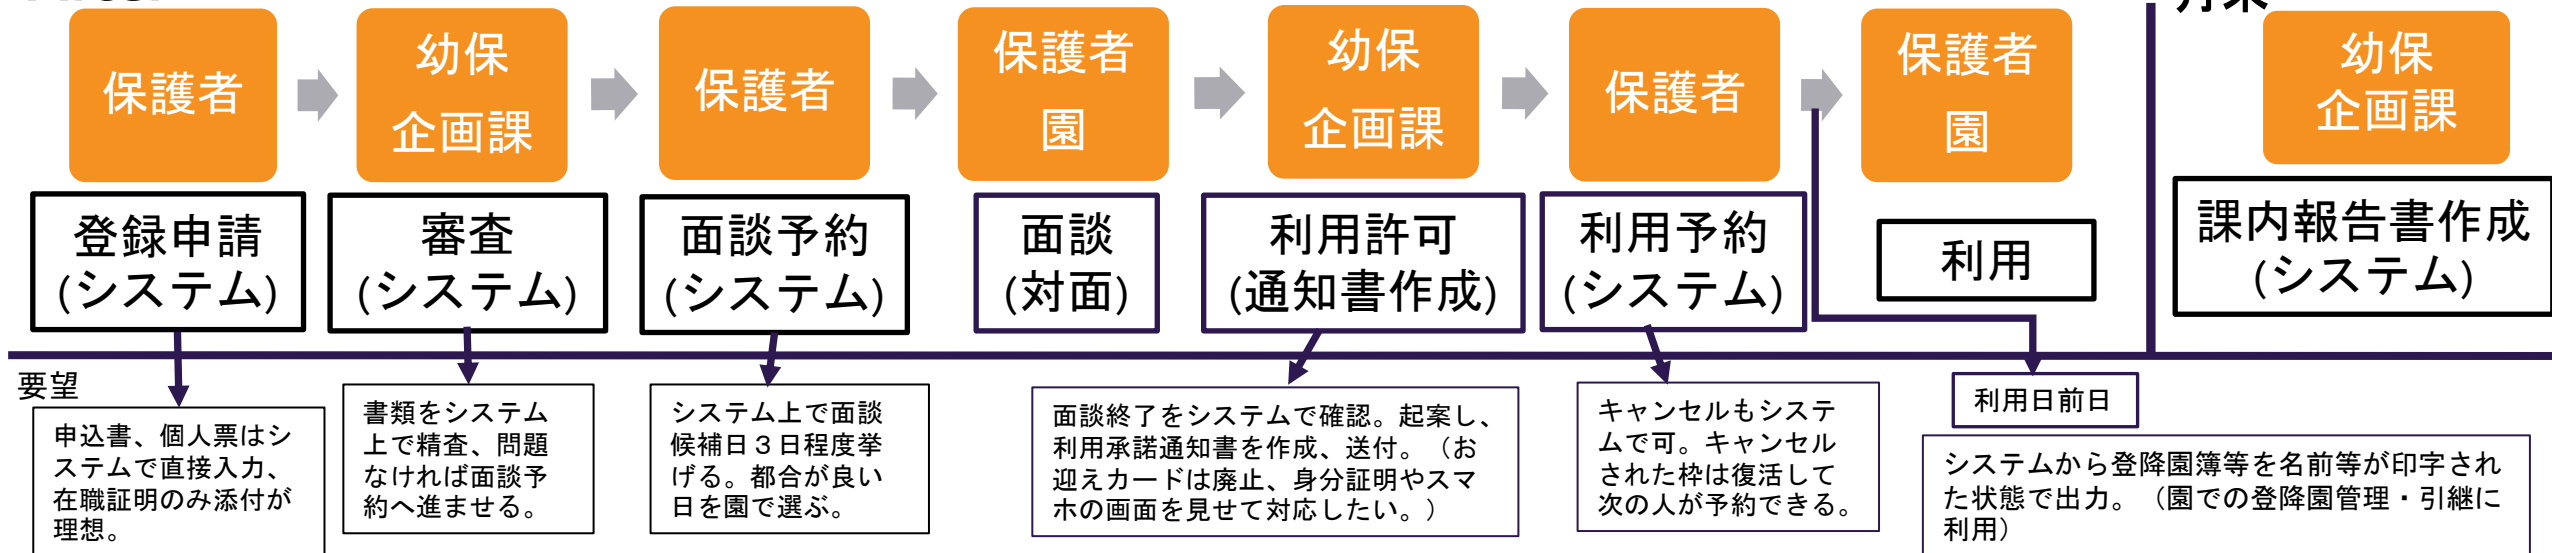 月末
保護者
幼保
企画課
保護者
保護者
園
幼保
企画課
保護者
保護者
園
幼保
企画課
登録申請
(システム)
審査
(システム)
面談予約
(システム)
面談
(対面)
利用許可
(通知書作成)
利用予約
(システム)
利用
課内報告書作成
(システム)
要望
申込書、個人票はシ
ステムで直接入力、
在職証明のみ添付が
理想。
書類をシステム
上で精査、問題
なければ面談予
約へ進ませる。
システム上で面談
候補日３日程度挙
げる。都合が良い
日を園で選ぶ。
面談終了をシステムで確認。起案し、
利用承諾通知書を作成、送付。（お
迎えカードは廃止、身分証明やスマ
ホの画面を見せて対応したい。）
キャンセルもシステ
ムで可。キャンセル
された枠は復活して
次の人が予約できる。
利用日前日
システムから登降園簿等を名前等が印字され
た状態で出力。（園での登降園管理・引継に
利用）